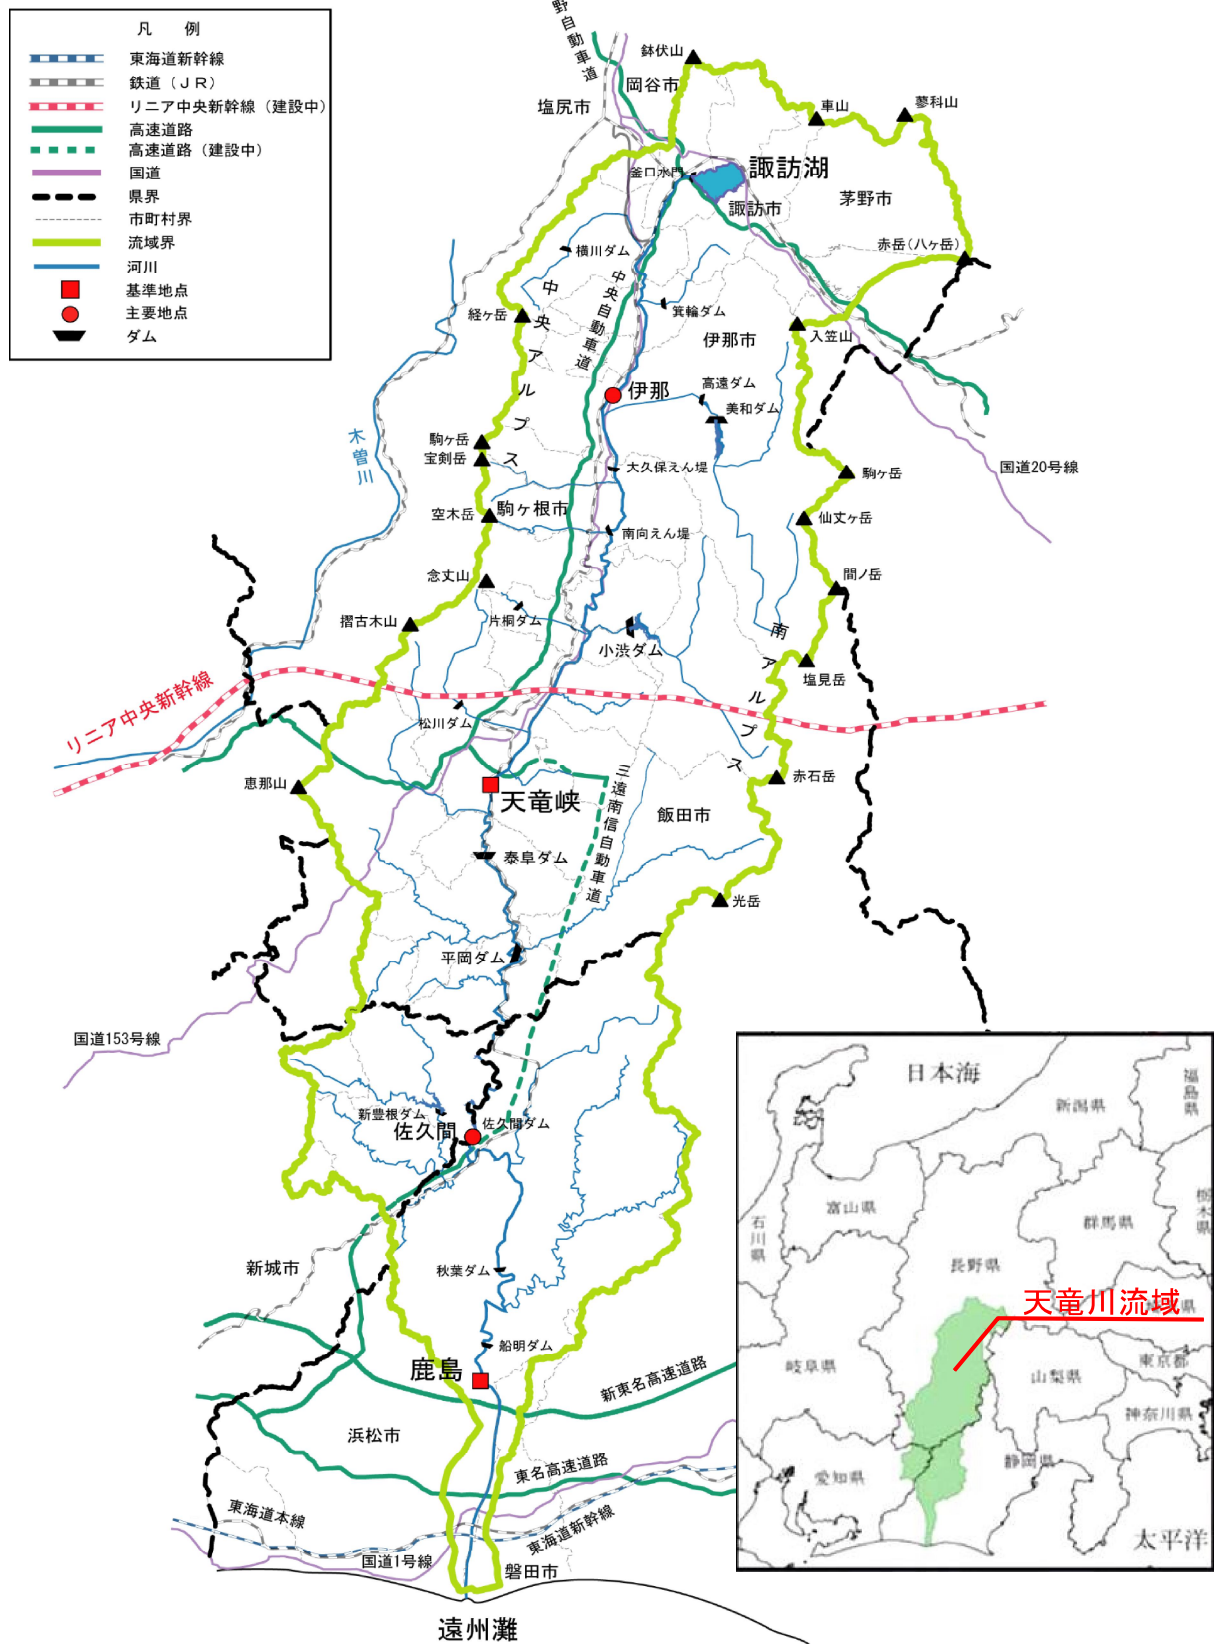 凡　例
東海道新幹線
鉄道（ＪＲ）
リニア中央新幹線（建設中）
高速道路
高速道路（建設中）
国道
県界
市町村界
流域界
河川
基準地点
主要地点
ダム
野自動車道
鉢伏山
岡谷市
塩尻市
車山
蓼科山
釜口水門
諏訪湖
諏訪市
茅野市
赤岳(八ヶ岳)
横川ダム
中央自動車道
中央アルプス
箕輪ダム
経ヶ岳
伊那市
入笠山
伊那
高遠ダム
美和ダム
木曽川
駒ヶ岳
宝剣岳
大久保えん堤
国道20号線
駒ヶ岳
空木岳
駒ヶ根市
仙丈ヶ岳
南向えん堤
念丈山
間ノ岳
片桐ダム
摺古木山
小渋ダム
南アルプス
塩見岳
リニア中央新幹線
松川ダム
恵那山
三遠南信自動車道
赤石岳
天竜峡
飯田市
泰阜ダム
光岳
平岡ダム
国道153号線
新豊根ダム
佐久間
佐久間ダム
新城市
秋葉ダム
船明ダム
鹿島
新東名高速道路
浜松市
東名高速道路
東海道本線
東海道新幹線
国道1号線
磐田市
遠州灘
日本海
福島県
新潟県
富山県
石川県
群馬県
栃木県
長野県
天竜川流域
県
岐阜県
山梨県
東京都
神奈川県
愛知県
静岡県
太平洋